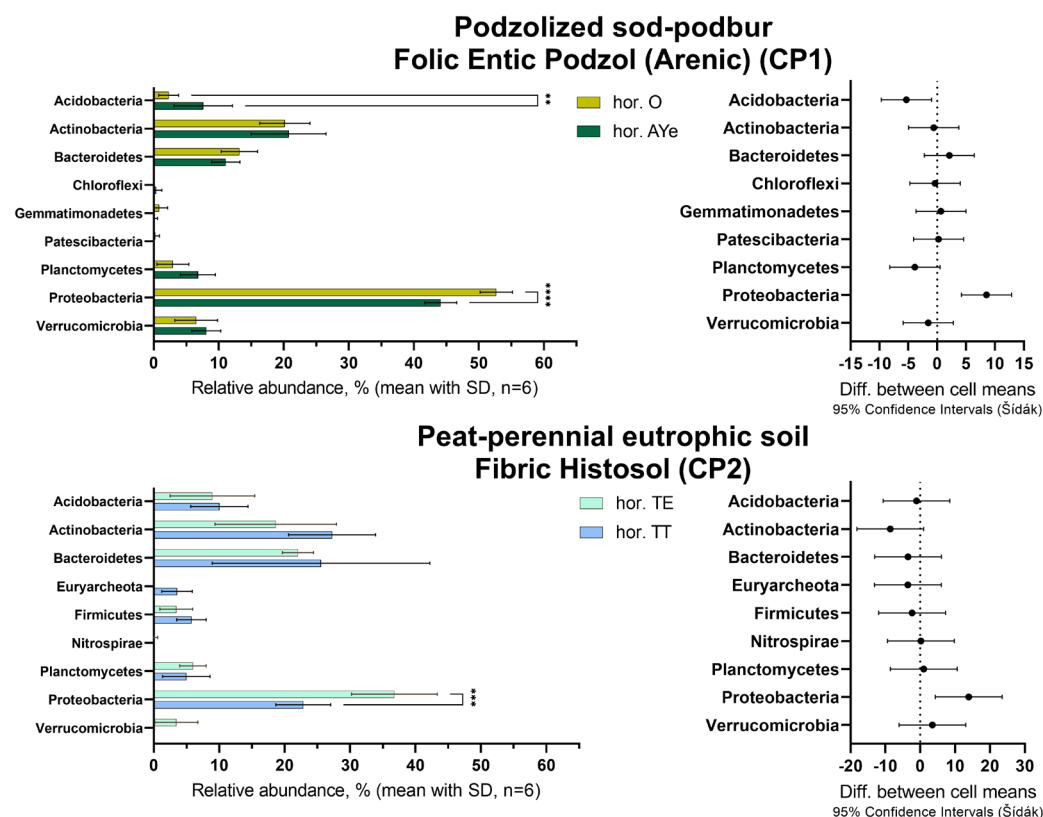 Podzolized sod-podbur
Folic Entic Podzol (Arenic) (CP1)
Acidobacteria
Actinobacteria
Bacteroidetes
Chloroflexi
Gemmatimonadetes
Patescibacteria
Planctomycetes
Proteobacteria
Verrucomicrobia
**
****
0 10 20 30 40 50 60
Relative abundance, % (mean with SD, n=6)
hor. O
hor. AYe
Acidobacteria
Actinobacteria
Bacteroidetes
Chloroflexi
Gemmatimonadetes
Patescibacteria
Planctomycetes
Proteobacteria
Verrucomicrobia
-15 -10 -5 0 5 10 15
Diff. between cell means
95% Confidence Intervals (Šídák)
Peat-perennial eutrophic soil
Fibric Histosol (CP2)
Acidobacteria
Actinobacteria
Bacteroidetes
Euryarcheota
Firmicutes
Nitrospirae
Planctomycetes
Proteobacteria
Verrucomicrobia
***
0 10 20 30 40 50 60
Relative abundance, % (mean with SD, n=6)
hor. TE
hor. TT
Acidobacteria
Actinobacteria
Bacteroidetes
Euryarcheota
Firmicutes
Nitrospirae
Planctomycetes
Proteobacteria
Verrucomicrobia
-20 -10 0 10 20 30
Diff. between cell means
95% Confidence Intervals (Šídák)